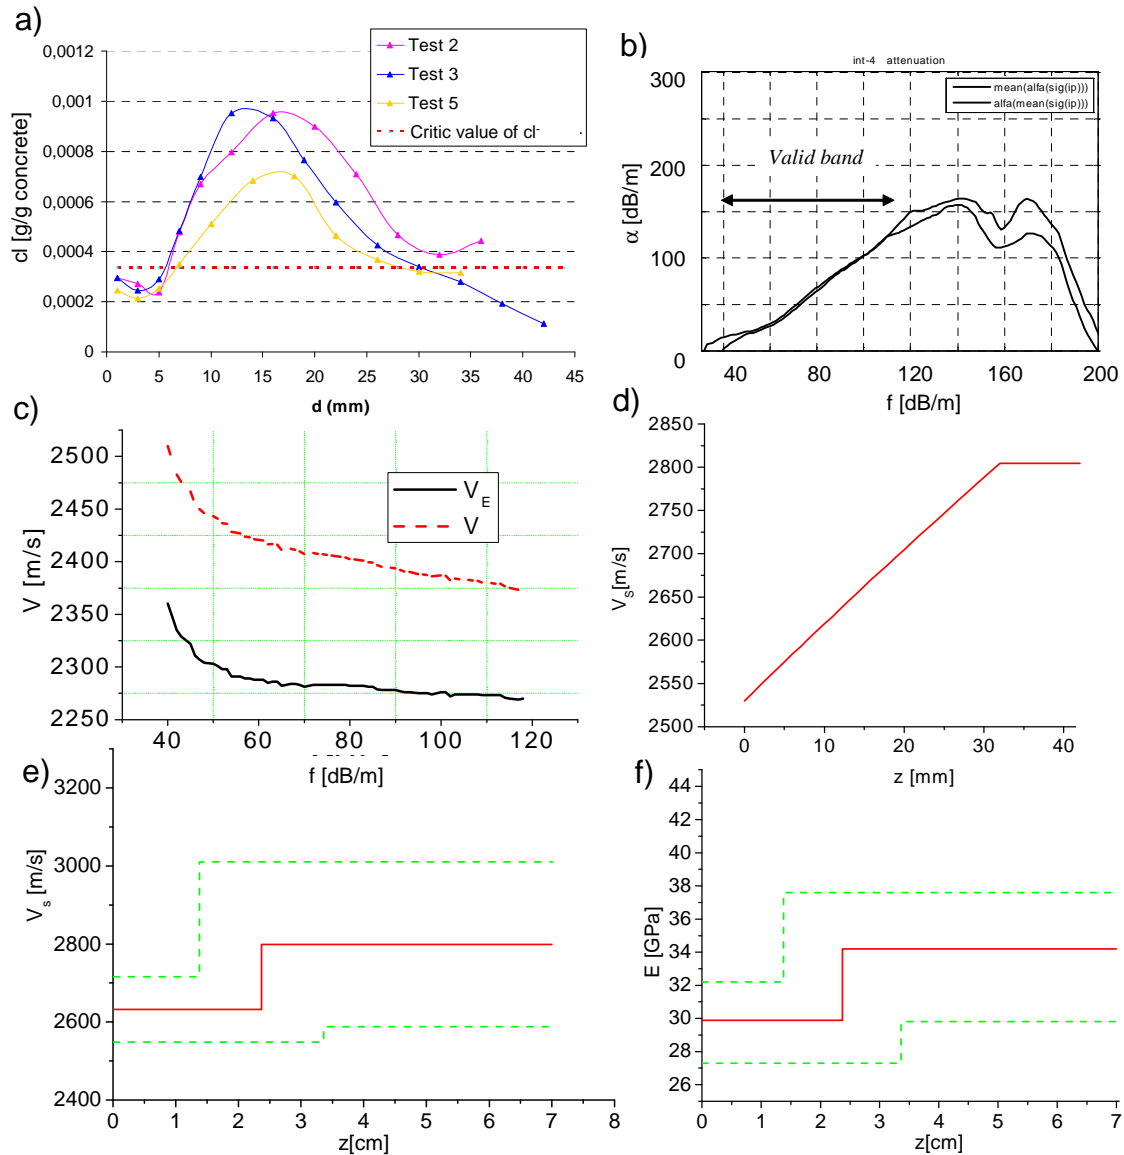 a)
0,0012
0,001
0,0008
0,0006
0,0004
0,0002
0
cl [g/g concrete]
0 5 10 15 20 25 30 35 40 45
d (mm)
Test 2
Test 3
Test 5
Critic value of cl-
b)
int-4 attenuation
300
200
150
100
0
α [dB/m]
mean(alfa(sig(ip)))
alfa(mean(sig(ip)))
Valid band
40 80 120 160 200
f [dB/m]
c)
2500
2450
2400
2350
2300
2250
V [m/s]
V E
V
40 60 80 100 120
f [dB/m]
d)
2850
2800
2750
2700
2650
2600
2550
2500
Vs[m/s]
0 10 20 30 40
z [mm]
e)
3200
3000
2800
2600
2400
V s [m/s]
0 1 2 3 4 5 6 7 8
z[cm]
f)
44
42
40
38
36
34
32
30
28
26
E [GPa]
0 1 2 3 4 5 6 7
z[cm]